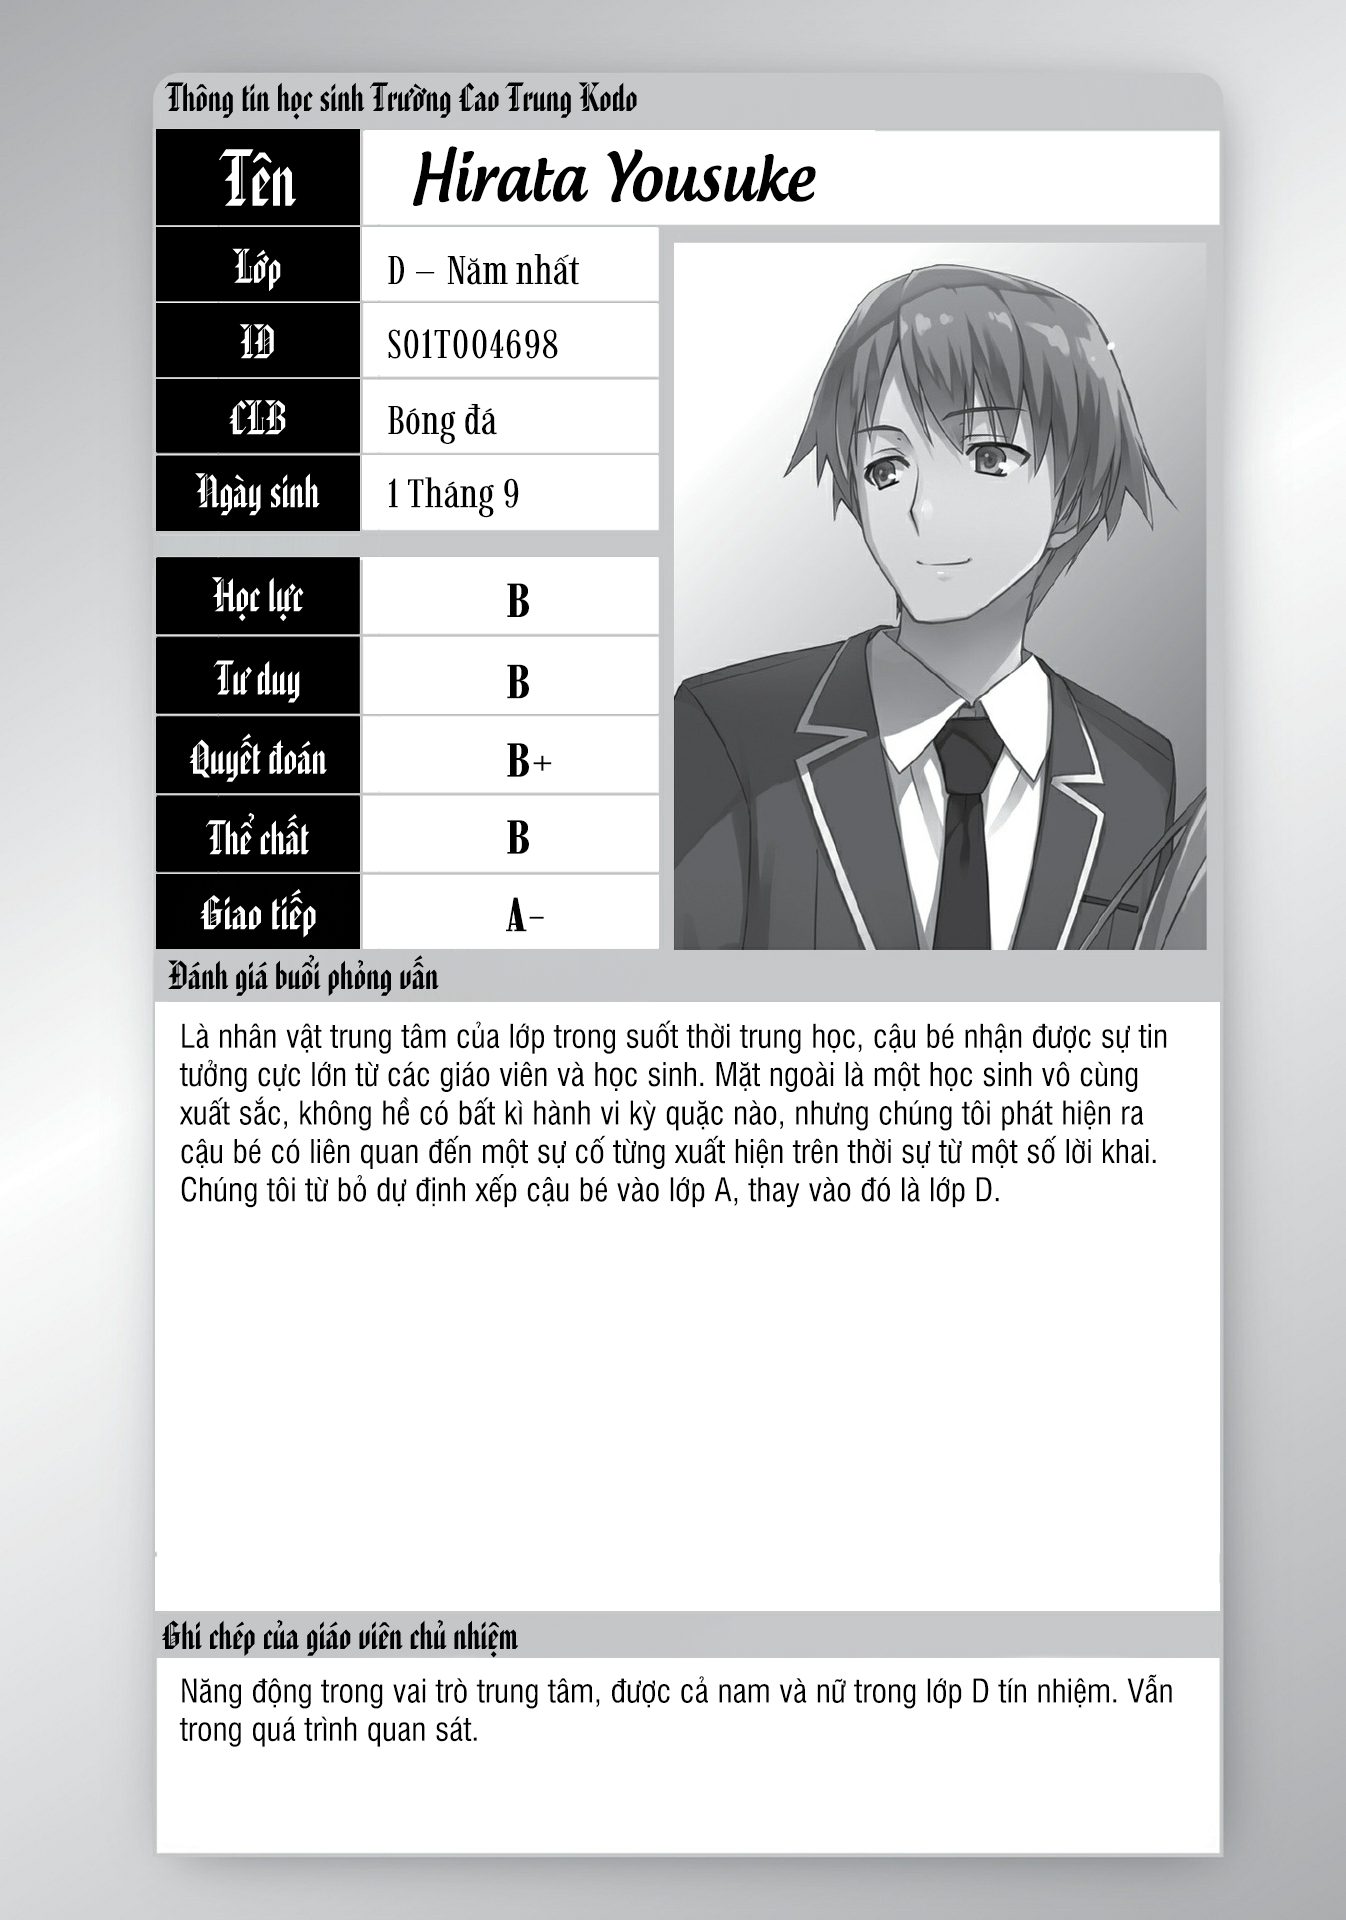 Thông tin học sinh Trường Cao Trung Kodo
Tên
Hirata Yousuke
Lớp
D – Năm nhất
ID
S01T004698
CLB
Bóng đá
Ngày sinh
1 Tháng 9
Học lực
B
Tư duy
B
Quyết đoán
B+
Thể chất
B
Giao tiếp
A-
Đánh giá buổi phỏng vấn
Là nhân vật trung tâm của lớp trong suốt thời trung học, cậu bé nhận được sự tin
tưởng cực lớn từ các giáo viên và học sinh. Mặt ngoài là một học sinh vô cùng
xuất sắc, không hề có bất kì hành vi kỳ quặc nào, nhưng chúng tôi phát hiện ra
cậu bé có liên quan đến một sự cố từng xuất hiện trên thời sự từ một số lời khai.
Chúng tôi từ bỏ dự định xếp cậu bé vào lớp A, thay vào đó là lớp D.
Ghi chép của giáo viên chủ nhiệm
Năng động trong vai trò trung tâm, được cả nam và nữ trong lớp D tín nhiệm. Vẫn
trong quá trình quan sát.